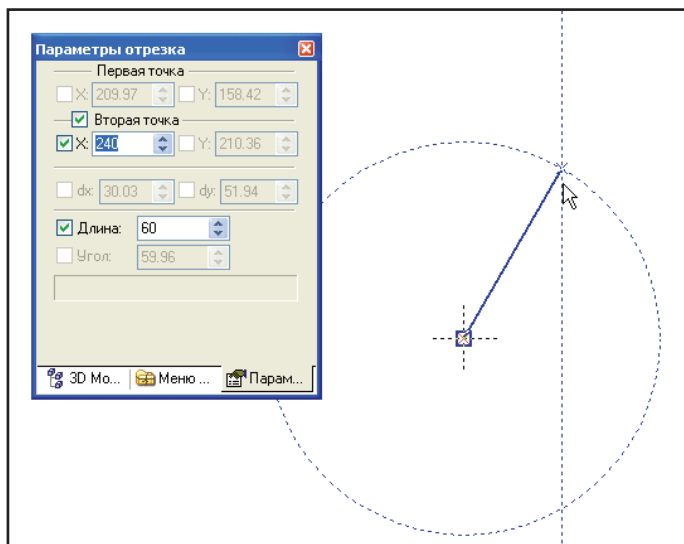 Параметры отрезка
Первая точка
X: 209.97 Y: 158.42
Вторая точка
X: 240 Y: 210.36
dx: 30.03 dy: 51.94
Длина: 60
Угол: 59.96
3D Мо... Меню ... Парам...